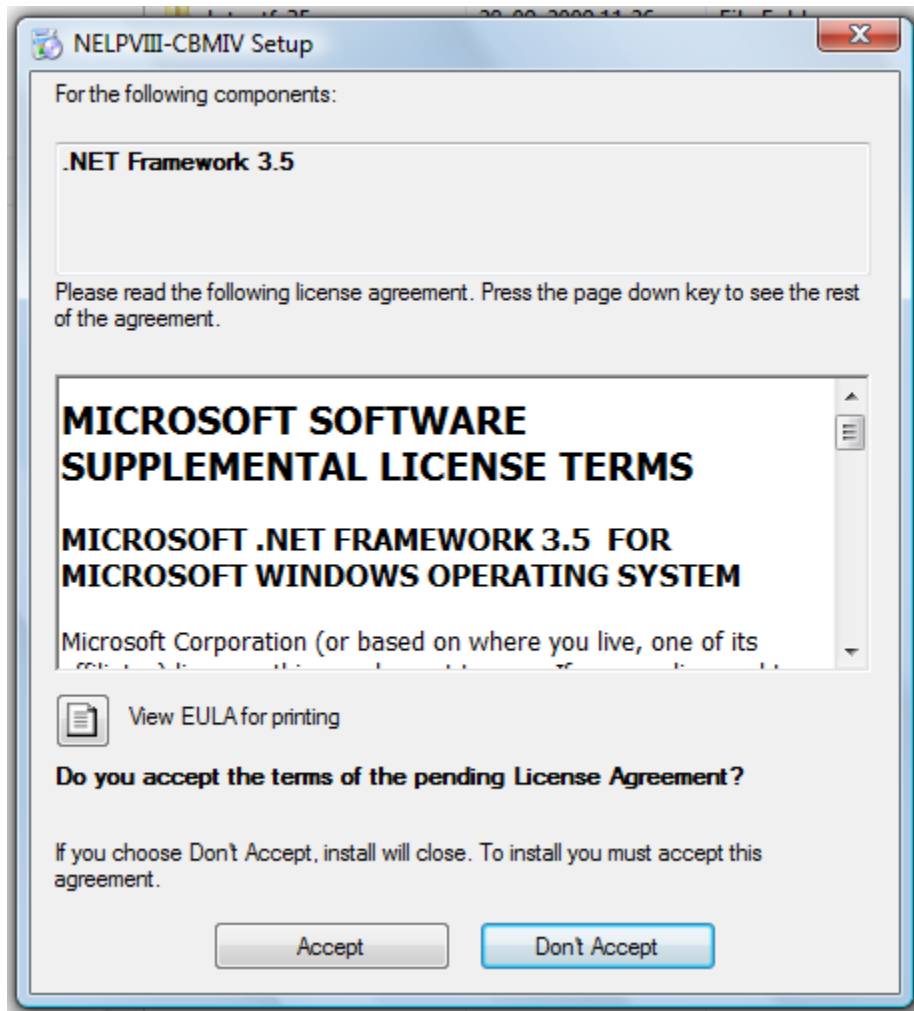 NELPVIII-CBMIV Setup
For the following components:
.NET Framework 3.5
Please read the following license agreement. Press the page down key to see the rest
of the agreement.
MICROSOFT SOFTWARE
SUPPLEMENTAL LICENSE TERMS
MICROSOFT .NET FRAMEWORK 3.5 FOR
MICROSOFT WINDOWS OPERATING SYSTEM
Microsoft Corporation (or based on where you live, one of its
View EULA for printing
Do you accept the terms of the pending License Agreement?
If you choose Don't Accept, install will close. To install you must accept this
agreement.
Accept
Don't Accept